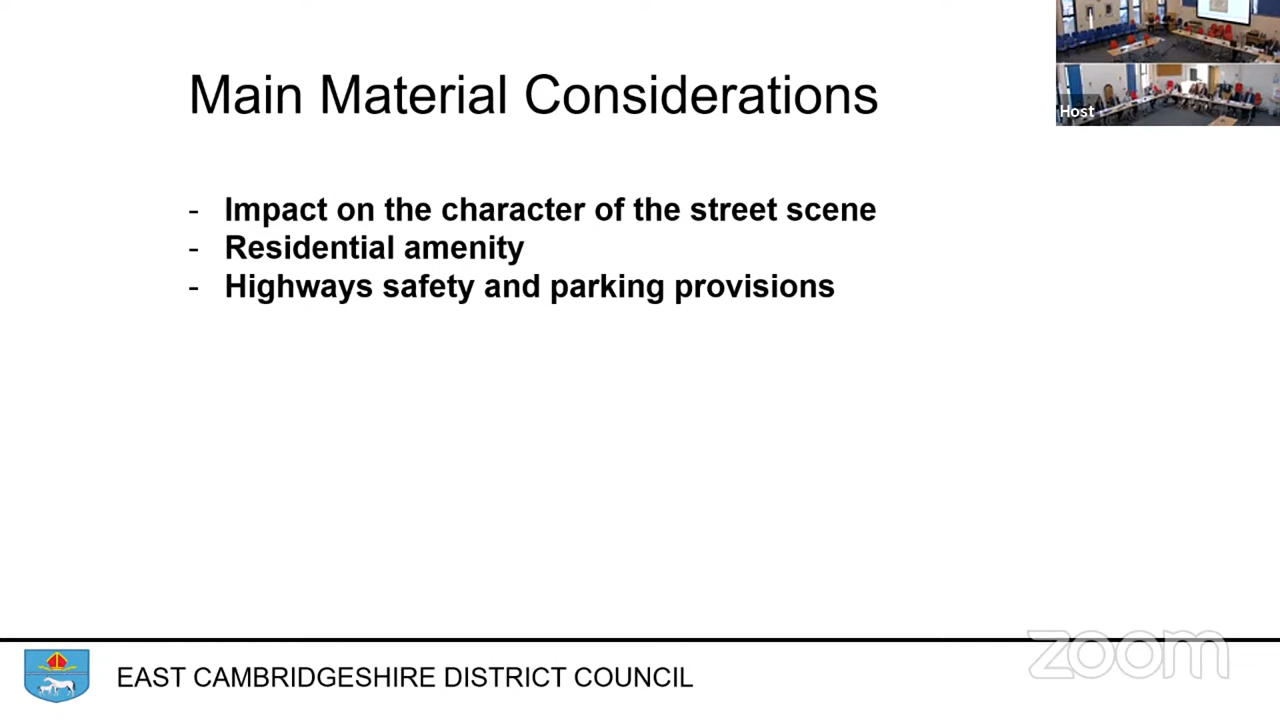 Main Material Considerations
Host
- Impact on the character of the street scene
- Residential amenity
- Highways safety and parking provisions
EAST CAMBRIDGESHIRE DISTRICT COUNCIL
zoom